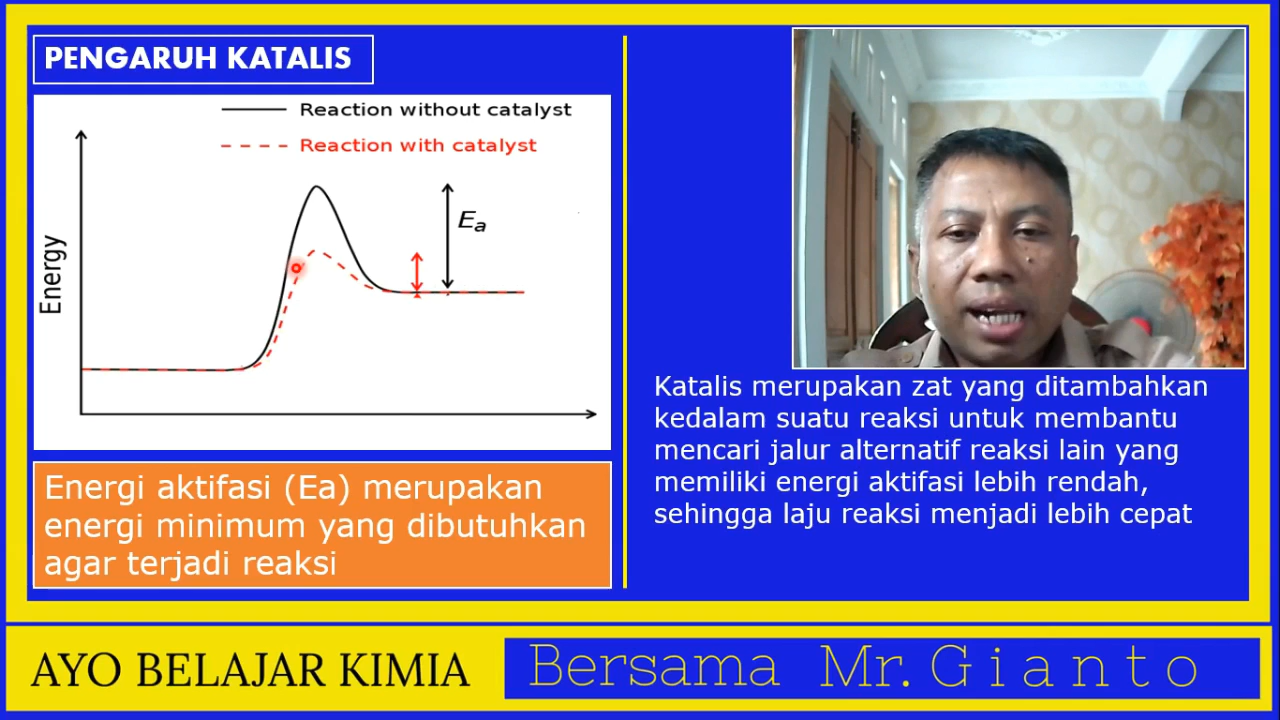 PENGARUH KATALIS
Reaction without catalyst
Reaction with catalyst
Energy
Ea
Energi aktifasi (Ea) merupakan
energi minimum yang dibutuhkan
agar terjadi reaksi
Katalis merupakan zat yang ditambahkan
kedalam suatu reaksi untuk membantu
mencari jalur alternatif reaksi lain yang
memiliki energi aktifasi lebih rendah,
sehingga laju reaksi menjadi lebih cepat
AYO BELAJAR KIMIA
Bersama Mr. Gianto